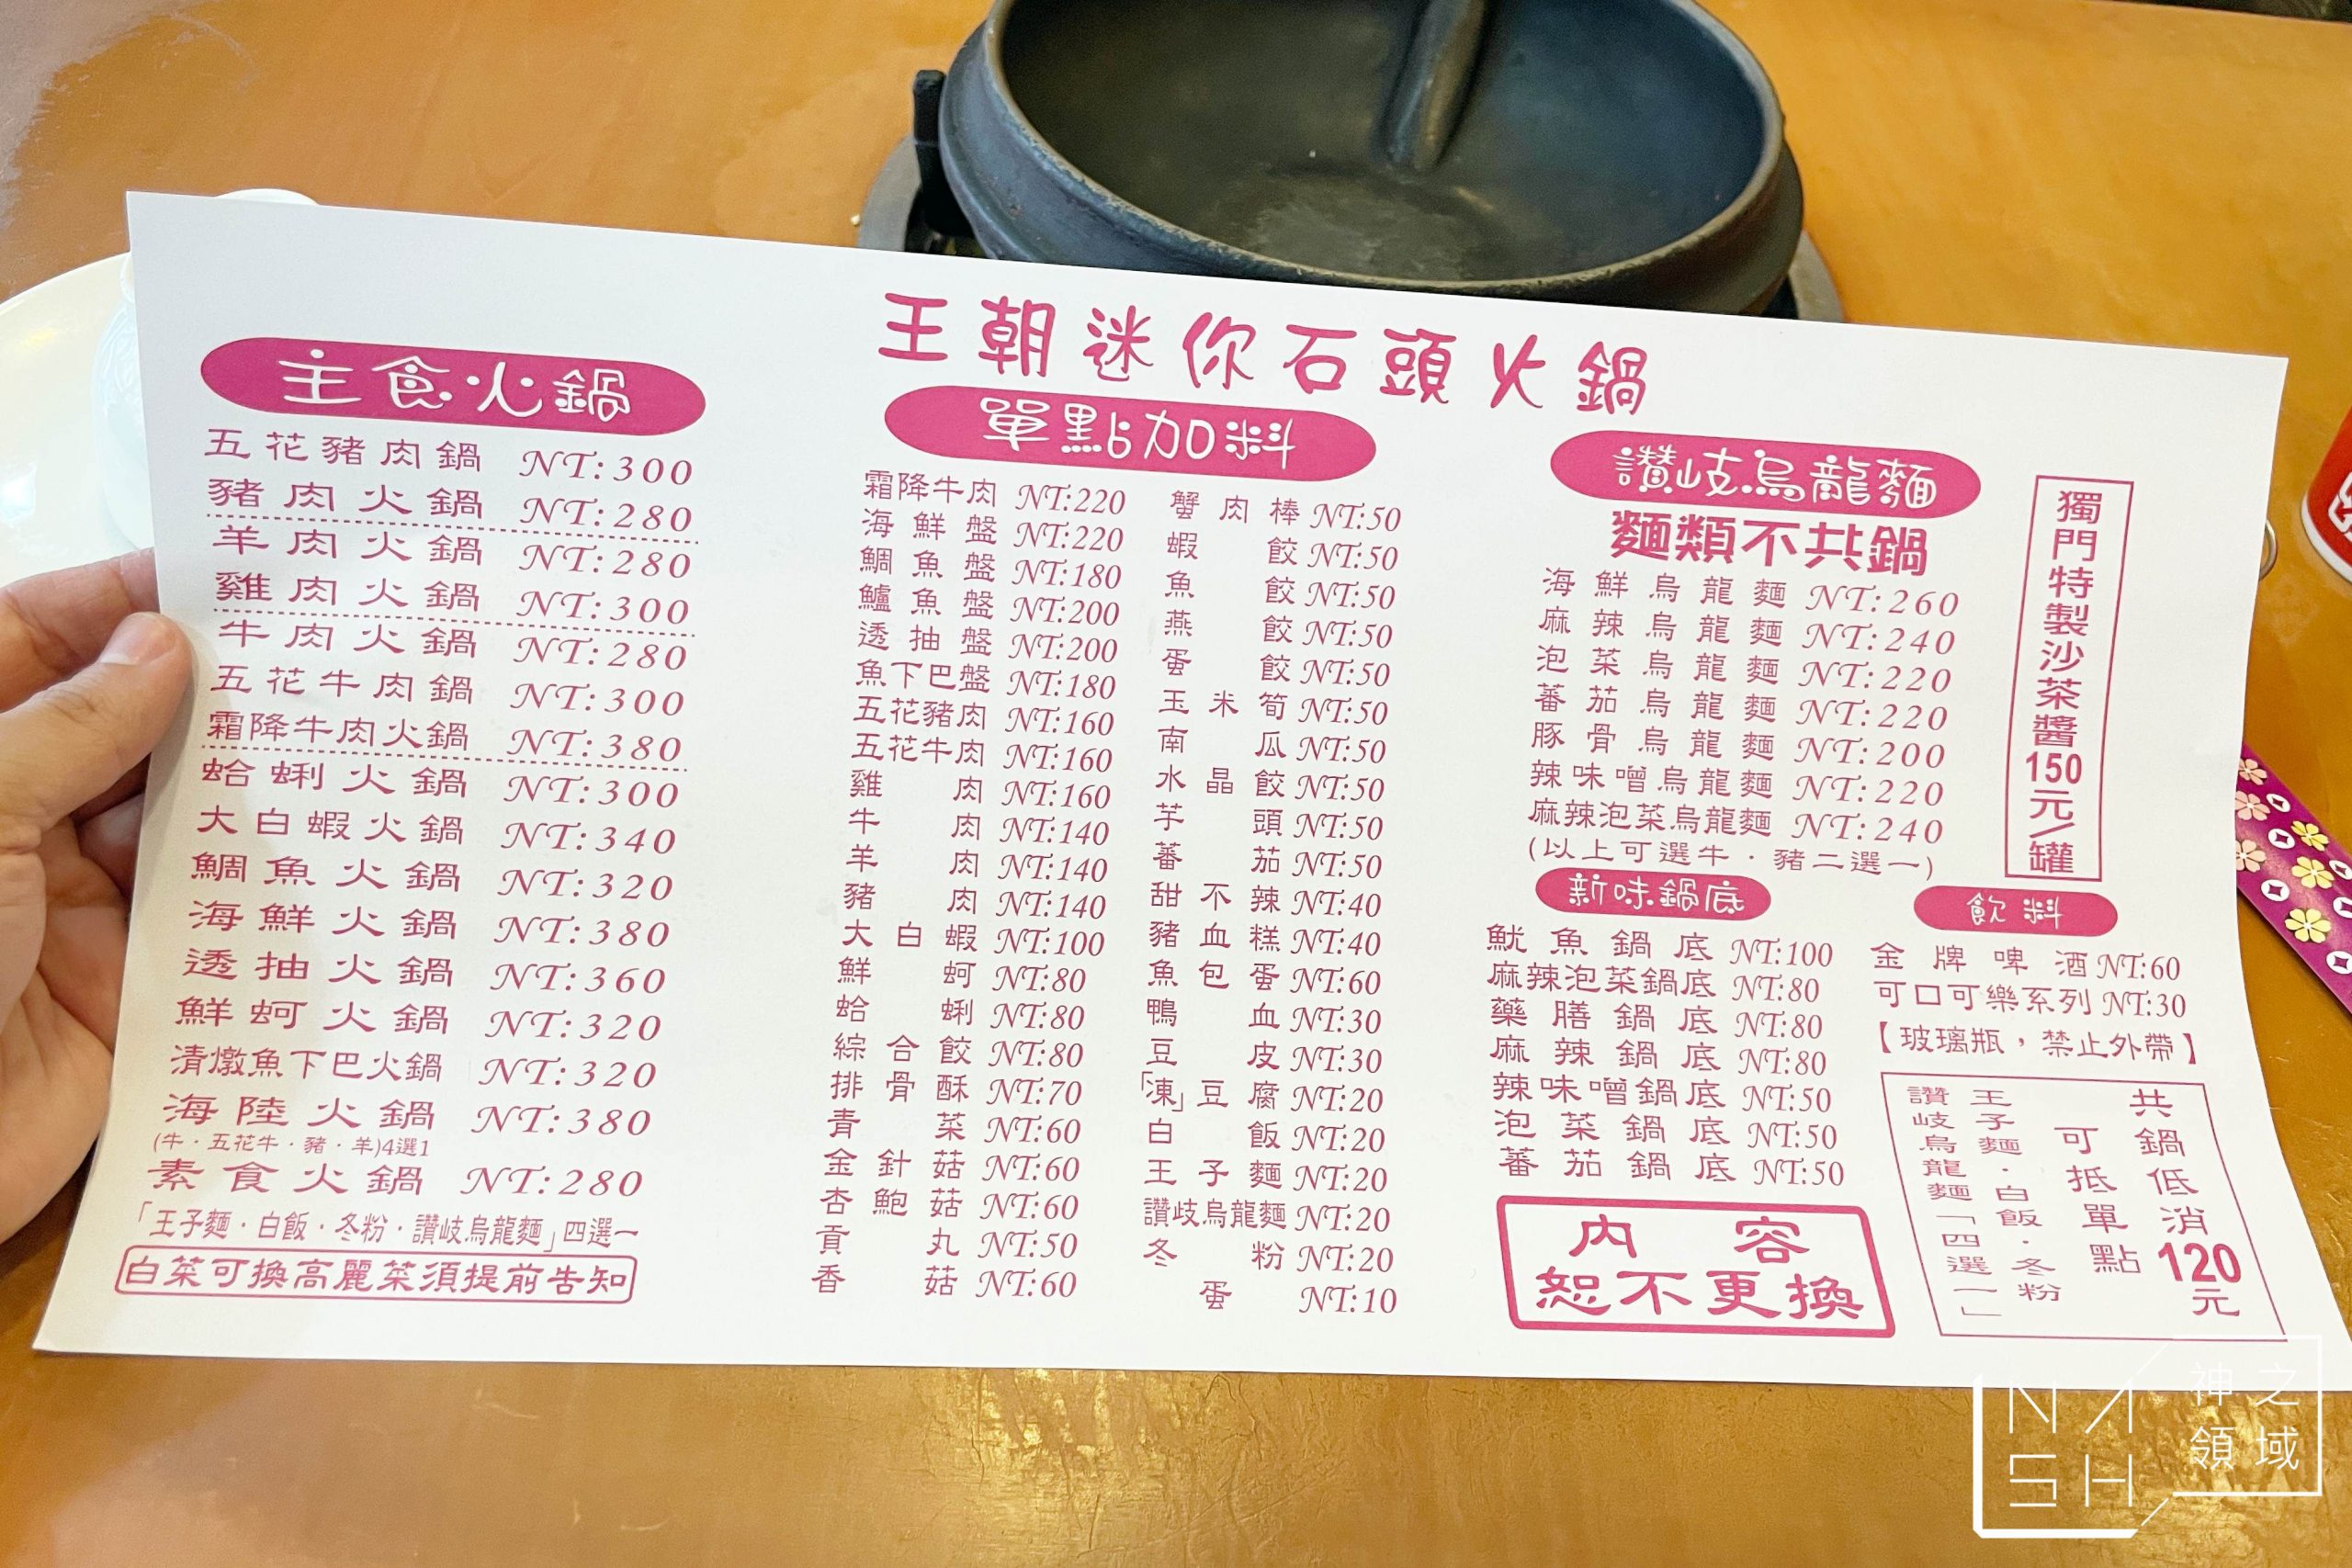 王朝迷你石頭火鍋
主食火鍋
五花豬肉鍋 NT:300
豬肉火鍋 NT:280
羊肉火鍋 NT:280
雞肉火鍋 NT:300
牛肉火鍋 NT:280
五花牛肉鍋 NT:300
霜降牛肉火鍋 NT:380
蛤蜊火鍋 NT:300
大白蝦火鍋 NT:340
鯛魚火鍋 NT:320
海鮮火鍋 NT:380
透抽火鍋 NT:360
鮮蚵火鍋 NT:320
清燉魚下巴火鍋 NT:320
海陸火鍋 NT:380
(牛．五花牛．豬．羊)4選1
素食火鍋 NT:280
「王子麵．白飯．冬粉．讚岐烏龍麵」四選一
白菜可換高麗菜須提前告知
單點加料
霜降牛肉 NT:220
海鮮盤 NT:220
鯛魚盤 NT:180
鱸魚盤 NT:200
透抽盤 NT:200
魚下巴盤 NT:180
五花豬肉 NT:160
五花牛肉 NT:160
雞肉 NT:160
牛肉 NT:140
羊肉 NT:140
豬肉 NT:140
大白蝦 NT:100
鮮蚵 NT:80
蛤蜊 NT:80
綜合餃 NT:80
排骨酥 NT:70
青菜 NT:60
金針菇 NT:60
杏鮑菇 NT:60
貢丸 NT:50
香菇 NT:60
蟹肉棒 NT:50
蝦餃 NT:50
魚餃 NT:50
燕餃 NT:50
蛋餃 NT:50
玉米筍 NT:50
南瓜 NT:50
水晶餃 NT:50
芋頭 NT:50
蕃茄 NT:50
甜不辣 NT:40
豬血糕 NT:40
魚包蛋 NT:60
鴨血 NT:30
豆皮 NT:30
「凍」豆腐 NT:20
白飯 NT:20
王子麵 NT:20
讚岐烏龍麵 NT:20
冬粉 NT:20
蛋 NT:10
讚岐烏龍麵
麵類不共鍋
海鮮烏龍麵 NT:260
麻辣烏龍麵 NT:240
泡菜烏龍麵 NT:220
蕃茄烏龍麵 NT:220
豚骨烏龍麵 NT:200
辣味噌烏龍麵 NT:220
麻辣泡菜烏龍麵 NT:240
(以上可選牛．豬二選一)
新味鍋底
魷魚鍋底 NT:100
麻辣泡菜鍋底 NT:80
藥膳鍋底 NT:80
麻辣鍋底 NT:80
辣味噌鍋底 NT:50
泡菜鍋底 NT:50
蕃茄鍋底 NT:50
內容
恕不更換
獨門特製沙茶醬150元/罐
飲料
金牌啤酒 NT:60
可口可樂系列 NT:30
【玻璃瓶，禁止外帶】
共鍋低消120元
可抵單點
王子麵．白飯．冬粉
讚岐烏龍麵「四選一」
NASH
神之
領域